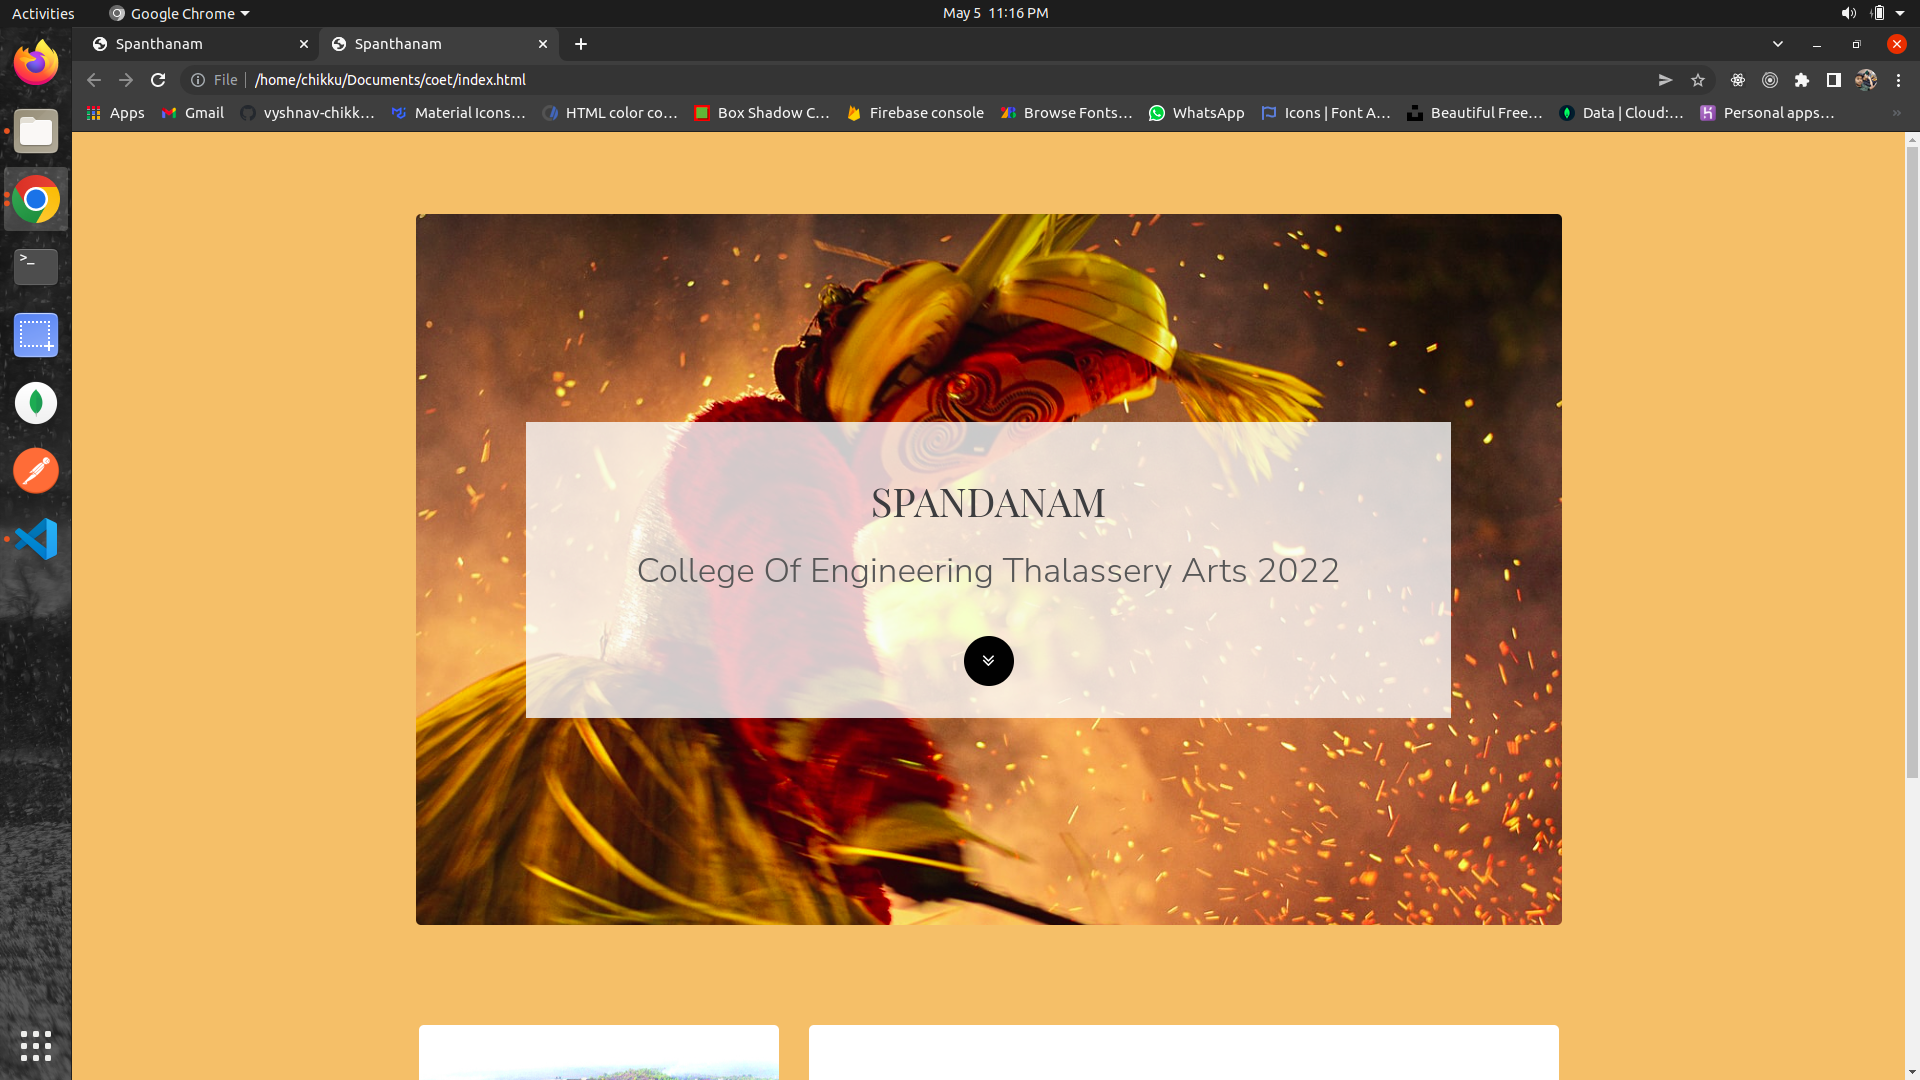 Activities
Google Chrome
May 5 11:16 PM
Spanthanam
Spanthanam
File
/home/chikku/Documents/coet/index.html
Apps
Gmail
vyshnav-chikk...
Material Icons...
HTML color co...
Box Shadow C...
Firebase console
Browse Fonts...
WhatsApp
Icons | Font A...
Beautiful Free...
Data | Cloud:...
Personal apps...
>_
SPANDANAM
College Of Engineering Thalassery Arts 2022